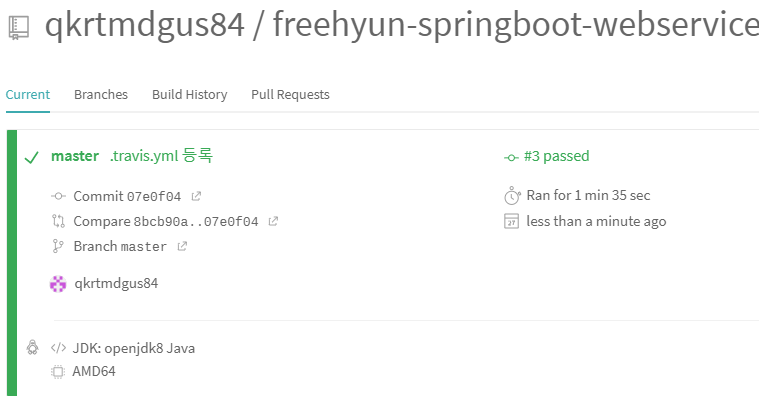 qkrtmdgus84 / freehyun-springboot-webservice
Current Branches Build History Pull Requests
master .travis.yml 등록
#3 passed
Commit 07e0f04
Ran for 1 min 35 sec
Compare 8bcb90a..07e0f04
27
less than a minute ago
Branch master
qkrtmdgus84
</> JDK: openjdk8 Java
AMD64